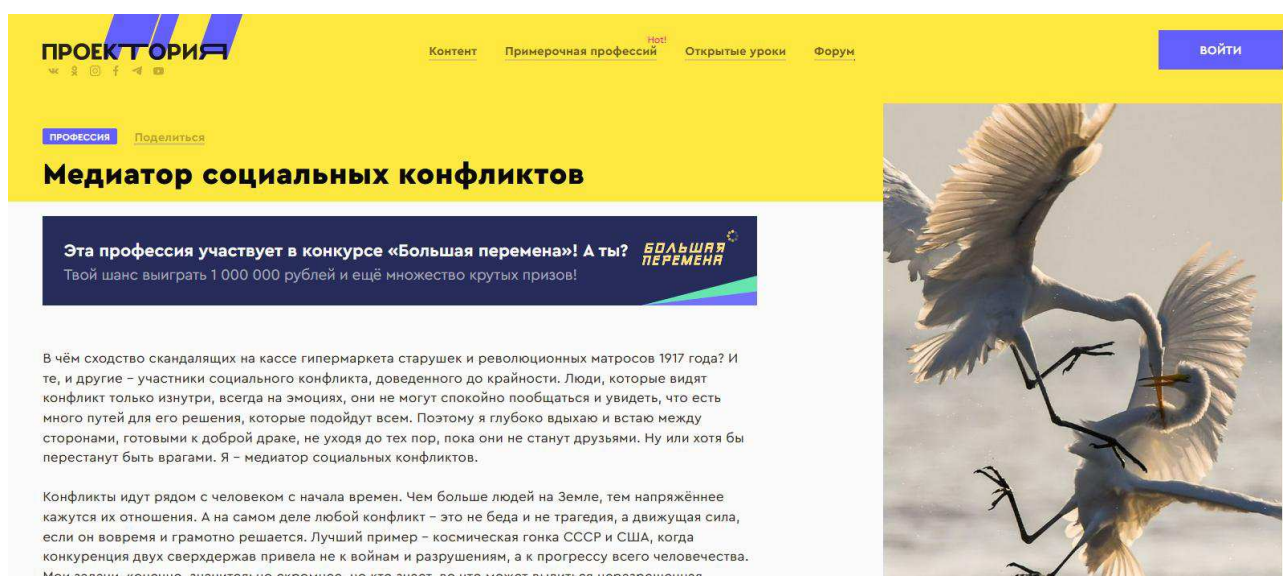 Hot!
ПРОЕКТОРИЯ
Контент Примерочная профессий Открытые уроки Форум
ВОЙТИ
ПРОФЕССИЯ Поделиться
Медиатор социальных конфликтов
Эта профессия участвует в конкурсе «Большая перемена»! А ты?
Твой шанс выиграть 1 000 000 рублей и ещё множество крутых призов!
БОЛЬШАЯ
ПЕРЕМЕНА
В чём сходство скандалящих на кассе гипермаркета старушек и революционных матросов 1917 года? И
те, и другие – участники социального конфликта, доведенного до крайности. Люди, которые видят
конфликт только изнутри, всегда на эмоциях, они не могут спокойно пообщаться и увидеть, что есть
много путей для его решения, которые подойдут всем. Поэтому я глубоко вдыхаю и встаю между
сторонами, готовыми к доброй драке, не уходя до тех пор, пока они не станут друзьями. Ну или хотя бы
перестанут быть врагами. Я – медиатор социальных конфликтов.
Конфликты идут рядом с человеком с начала времен. Чем больше людей на Земле, тем напряжённее
кажутся их отношения. А на самом деле любой конфликт – это не беда и не трагедия, а движущая сила,
если он вовремя и грамотно решается. Лучший пример – космическая гонка СССР и США, когда
конкуренция двух сверхдержав привела не к войнам и разрушениям, а к прогрессу всего человечества.